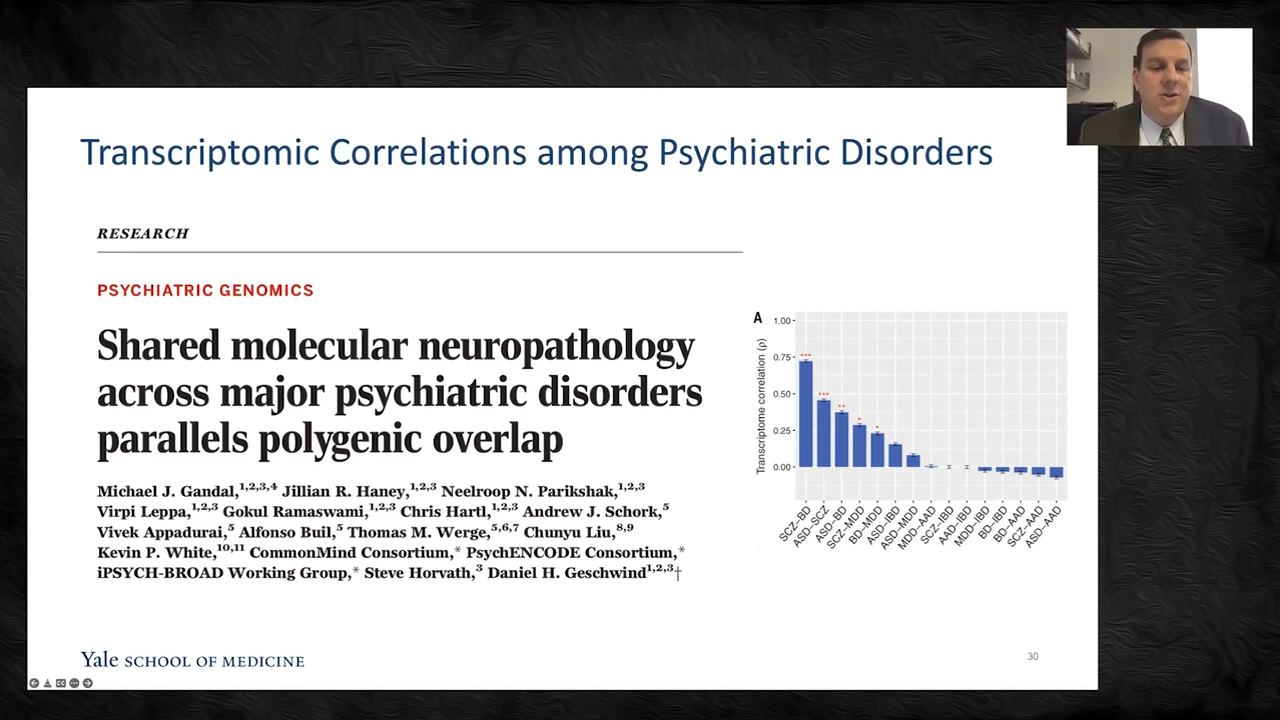 Transcriptomic Correlations among Psychiatric Disorders
RESEARCH
PSYCHIATRIC GENOMICS
Shared molecular neuropathology
across major psychiatric disorders
parallels polygenic overlap
Michael J. Gandal,1,2,3,4 Jillian R. Haney,1,2,3 Neelroop N. Parikshak,1,2,3
Virpi Leppa,1,2,3 Gokul Ramaswami,1,2,3 Chris Hartl,1,2,3 Andrew J. Schork,5
Vivek Appadurai,5 Alfonso Buil,5 Thomas M. Werge,5,6,7 Chunyu Liu,8,9
Kevin P. White,10,11 CommonMind Consortium,* PsychENCODE Consortium,*
iPSYCH-BROAD Working Group,* Steve Horvath,3 Daniel H. Geschwind1,2,3†
A
Transcriptome correlation (ρ)
1.00
0.75
0.50
0.25
0.00
***
***
**
*
*
SCZ–BD
ASD–SCZ
ASD–BD
SCZ–MDD
BD–MDD
ASD–IBD
ASD–MDD
MDD–AAD
SCZ–IBD
AAD–IBD
MDD–IBD
BD–IBD
BD–AAD
SCZ–AAD
ASD–AAD
Yale SCHOOL OF MEDICINE
30